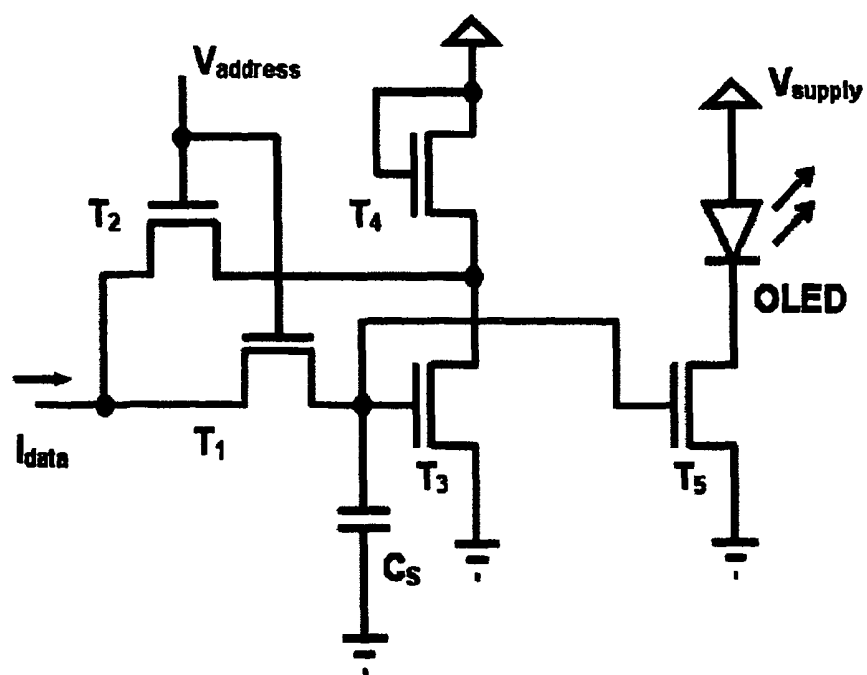 V_address
V_supply
T_2
T_4
OLED
I_data
T_1
T_3
T_5
C_S